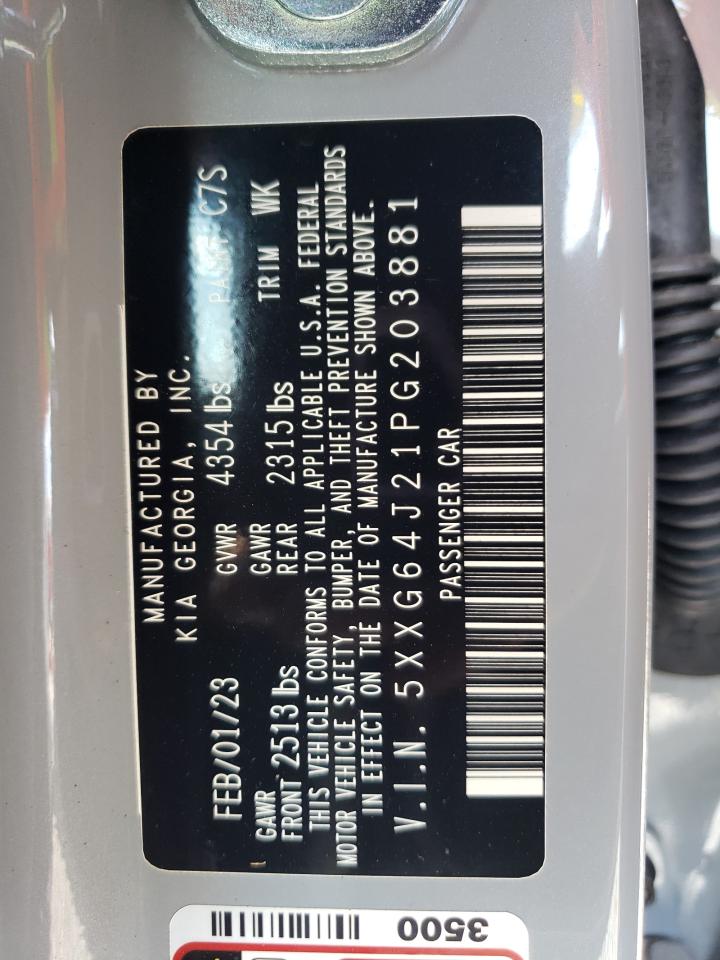 MANUFACTURED BY
KIA GEORGIA, INC.
FEB/01/23 GVWR 4354 lbs PAINT C7S
GAWR FRONT 2513 lbs GAWR REAR 2315 lbs TRIM WK
THIS VEHICLE CONFORMS TO ALL APPLICABLE U.S.A. FEDERAL
MOTOR VEHICLE SAFETY, BUMPER, AND THEFT PREVENTION STANDARDS
IN EFFECT ON THE DATE OF MANUFACTURE SHOWN ABOVE.
V.I.N. 5XXG64J21PG203881
PASSENGER CAR
3500